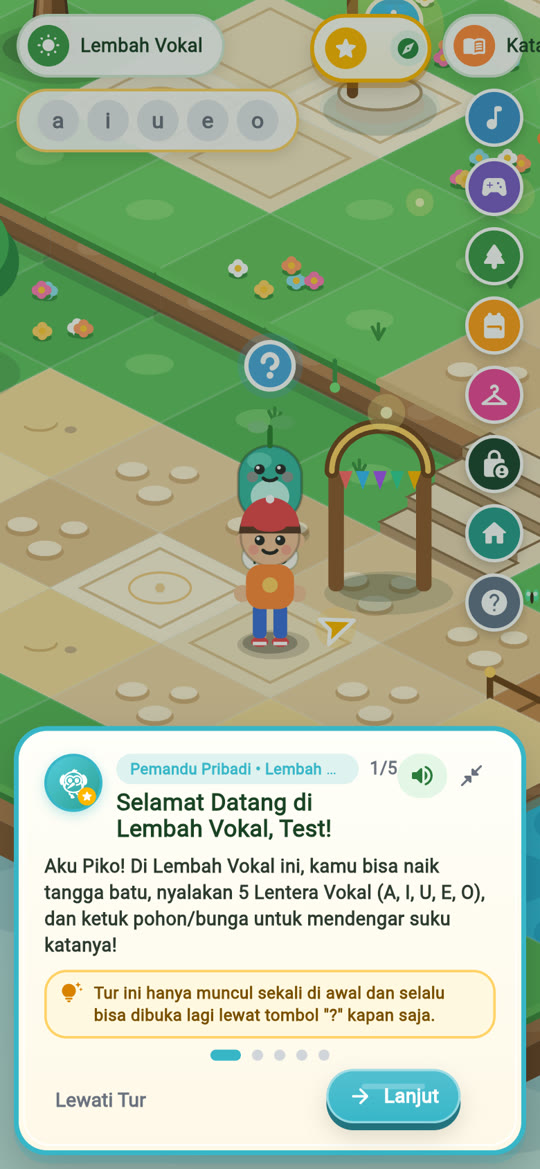 Lembah Vokal
Kata
a i u e o
?
?
Pemandu Pribadi • Lembah ...
1/5
Selamat Datang di
Lembah Vokal, Test!
Aku Piko! Di Lembah Vokal ini, kamu bisa naik
tangga batu, nyalakan 5 Lentera Vokal (A, I, U, E, O),
dan ketuk pohon/bunga untuk mendengar suku
katanya!
Tur ini hanya muncul sekali di awal dan selalu
bisa dibuka lagi lewat tombol "?" kapan saja.
Lewati Tur
Lanjut